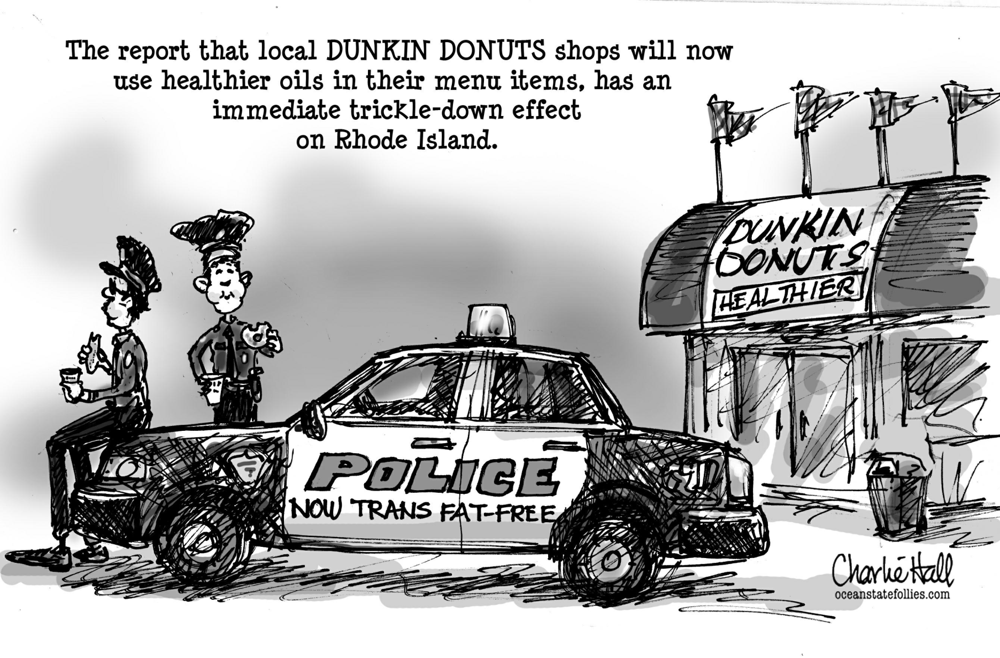 The report that local DUNKIN DONUTS shops will now
use healthier oils in their menu items, has an
immediate trickle-down effect
on Rhode Island.
DUNKIN
DONUTS
HEALTHIER
POLICE
NOW TRANS FAT-FREE
Charlie Hall
oceanstatefollies.com